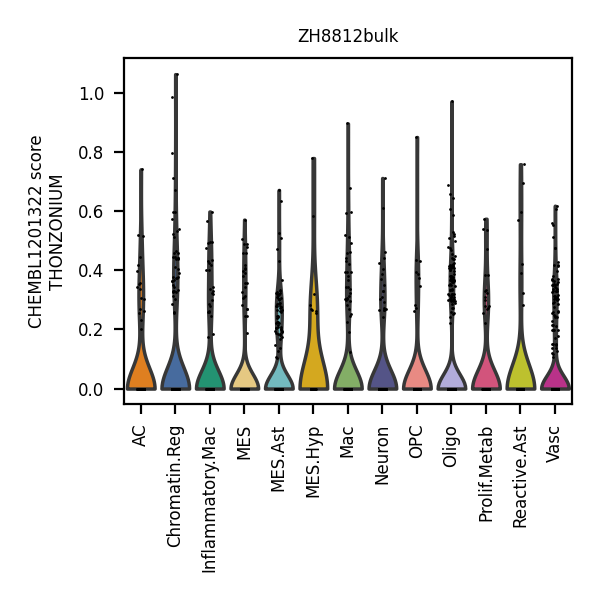 ZH8812bulk
CHEMBL1201322 score
THONZONIUM
1.0
0.8
0.6
0.4
0.2
0.0
AC
Chromatin.Reg
Inflammatory.Mac
MES
MES.Ast
MES.Hyp
Mac
Neuron
OPC
Oligo
Prolif.Metab
Reactive.Ast
Vasc